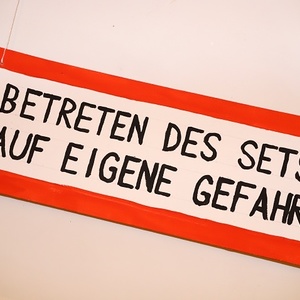 BETRETEN DES SETS
AUF EIGENE GEFAHR